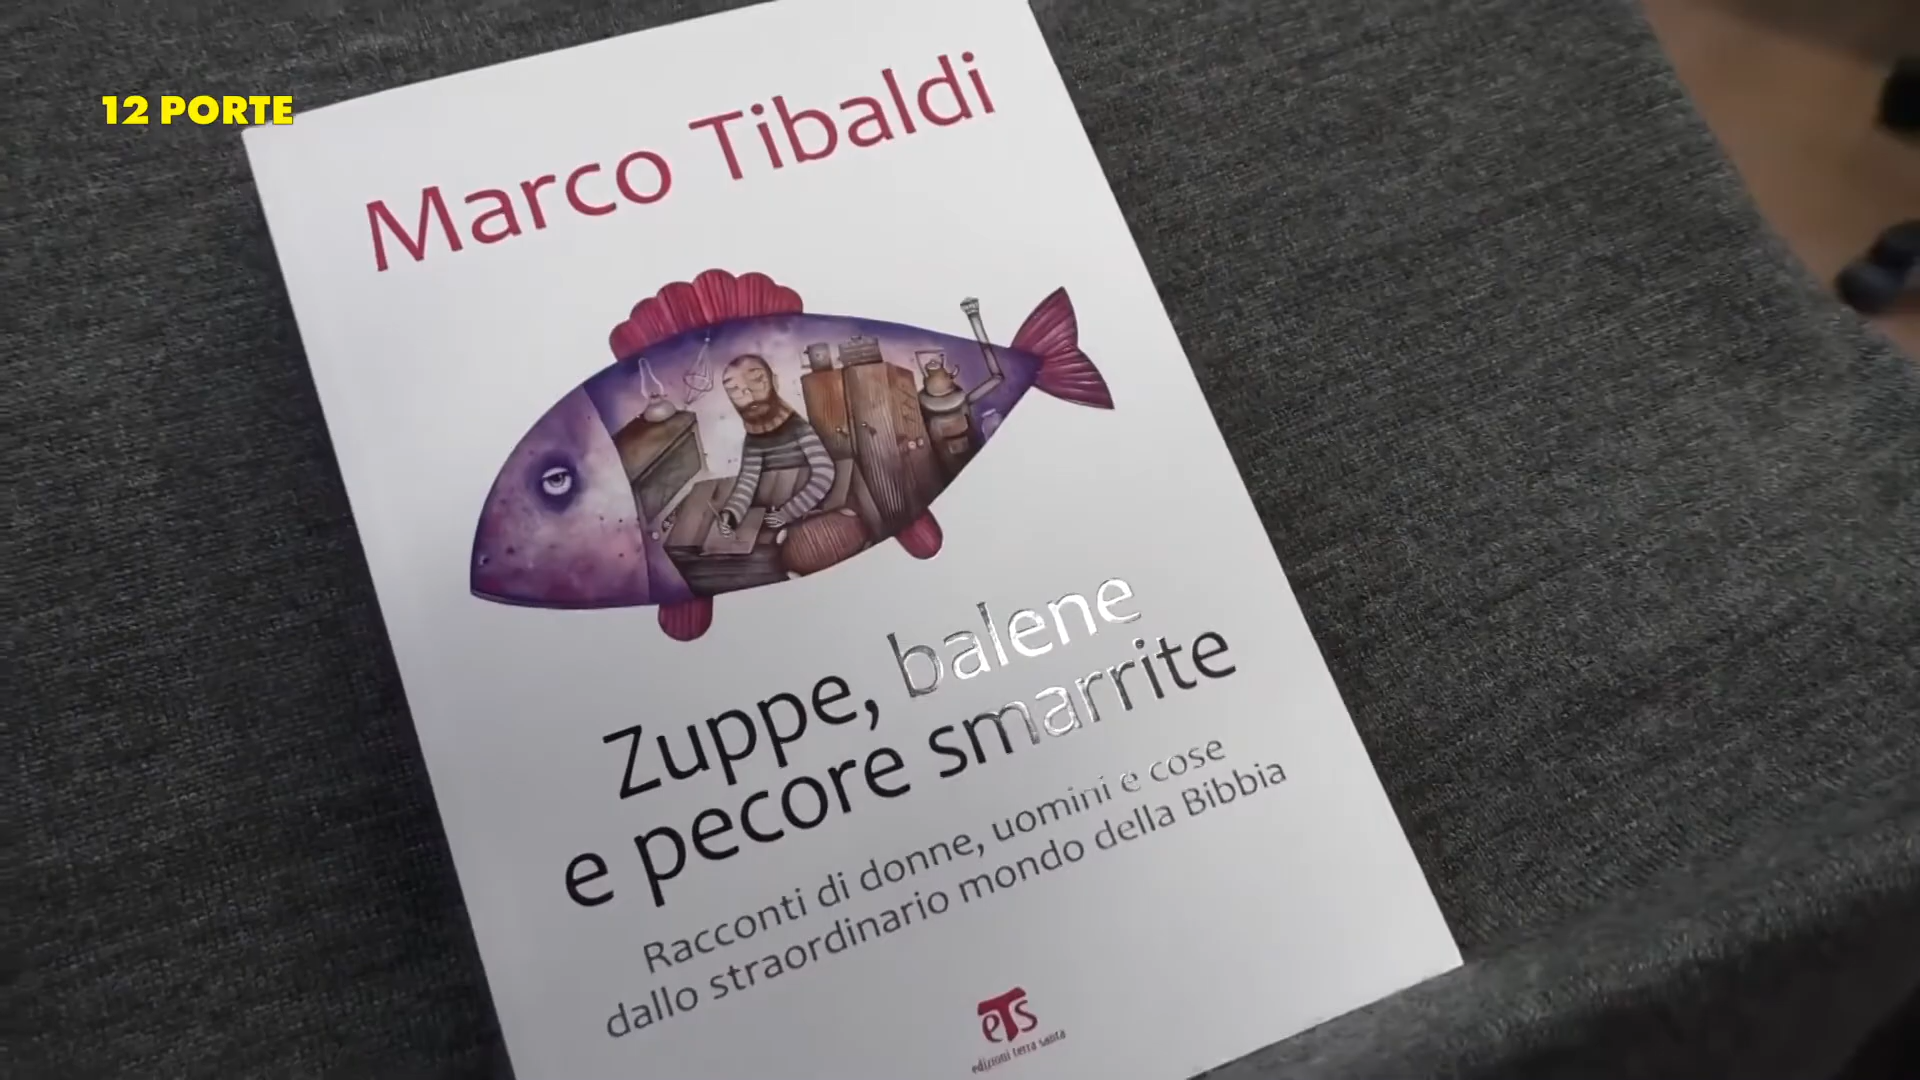 12 PORTE
Marco Tibaldi
Zuppe, balene
e pecore smarrite
Racconti di donne, uomini e cose
dallo straordinario mondo della Bibbia
eTS
edizioni terra santa